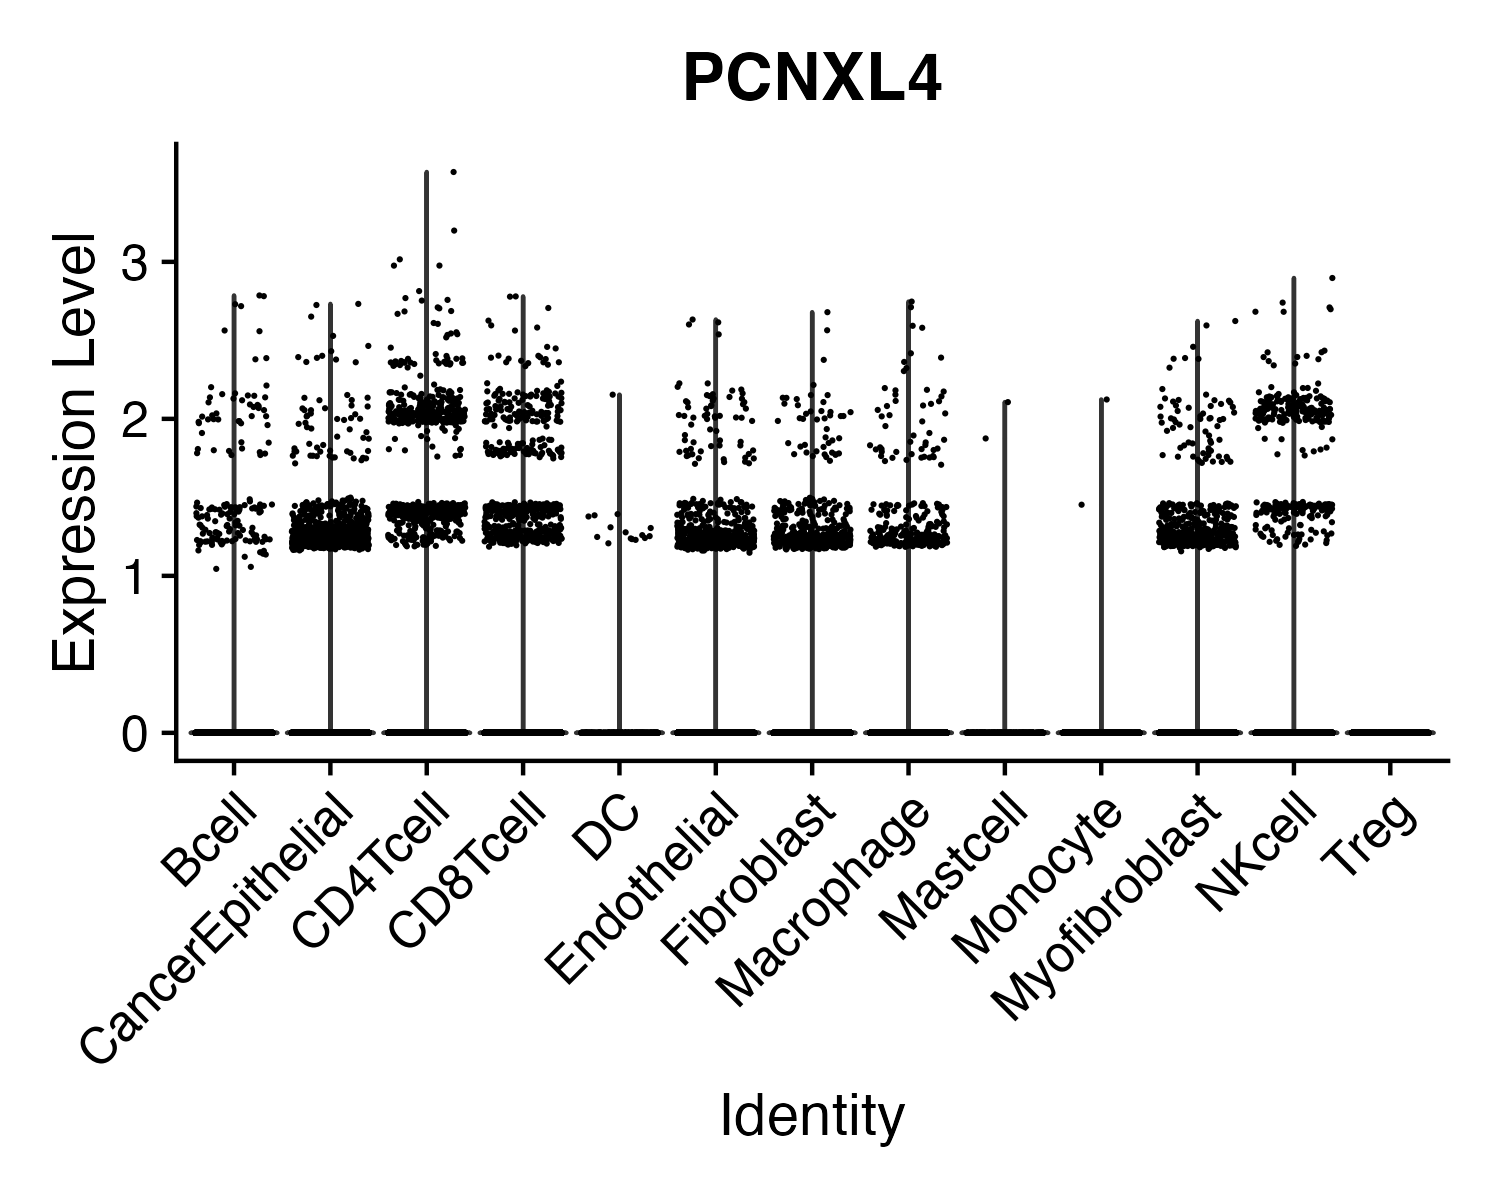 PCNXL4
Expression Level
3
2
1
0
Bcell
CancerEpithelial
CD4Tcell
CD8Tcell
DC
Endothelial
Fibroblast
Macrophage
Mastcell
Monocyte
Myofibroblast
NKcell
Treg
Identity